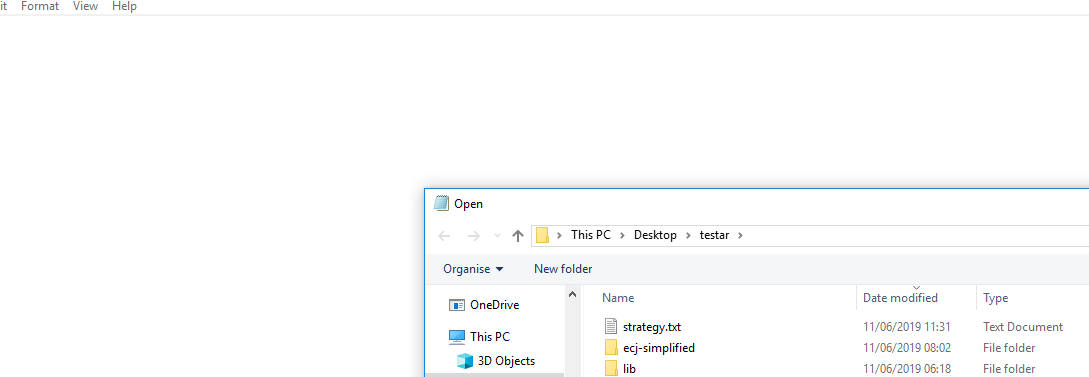 it Format View Help
Open
This PC Desktop testar
Organise New folder
Name Date modified Type
OneDrive
strategy.txt 11/06/2019 11:31 Text Document
This PC
ecj-simplified 11/06/2019 08:02 File folder
3D Objects
lib 11/06/2019 06:18 File folder